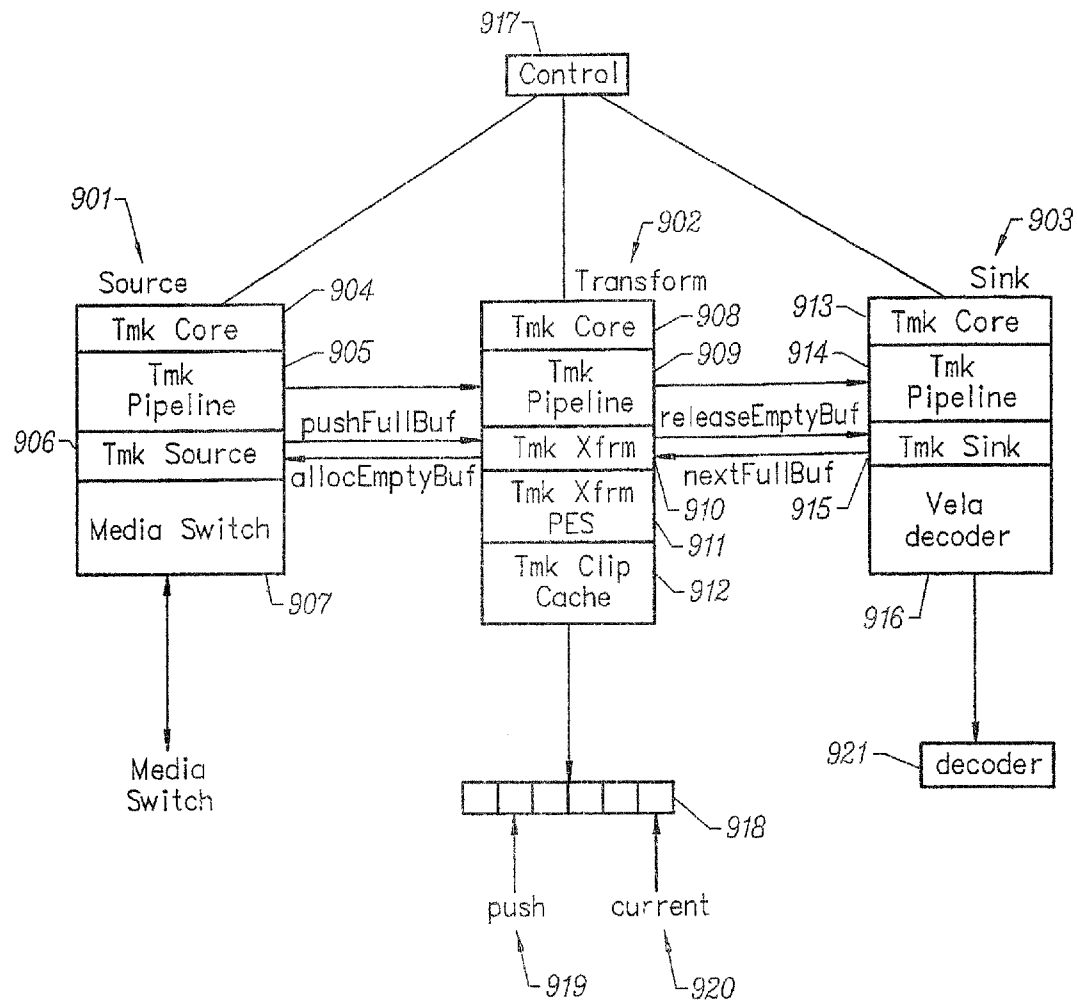 917
Control
901
Source
904
Tmk Core
905
Tmk
Pipeline
906
Tmk Source
Media Switch
907
Media
Switch
pushFullBuf
allocEmptyBuf
902
Transform
Tmk Core
908
Tmk
Pipeline
909
Tmk Xfrm
910
Tmk Xfrm
PES
911
Tmk Clip
Cache
912
releaseEmptyBuf
nextFullBuf
903
Sink
913
Tmk Core
914
Tmk
Pipeline
Tmk Sink
915
Vela
decoder
916
921
decoder
918
push
current
919
920